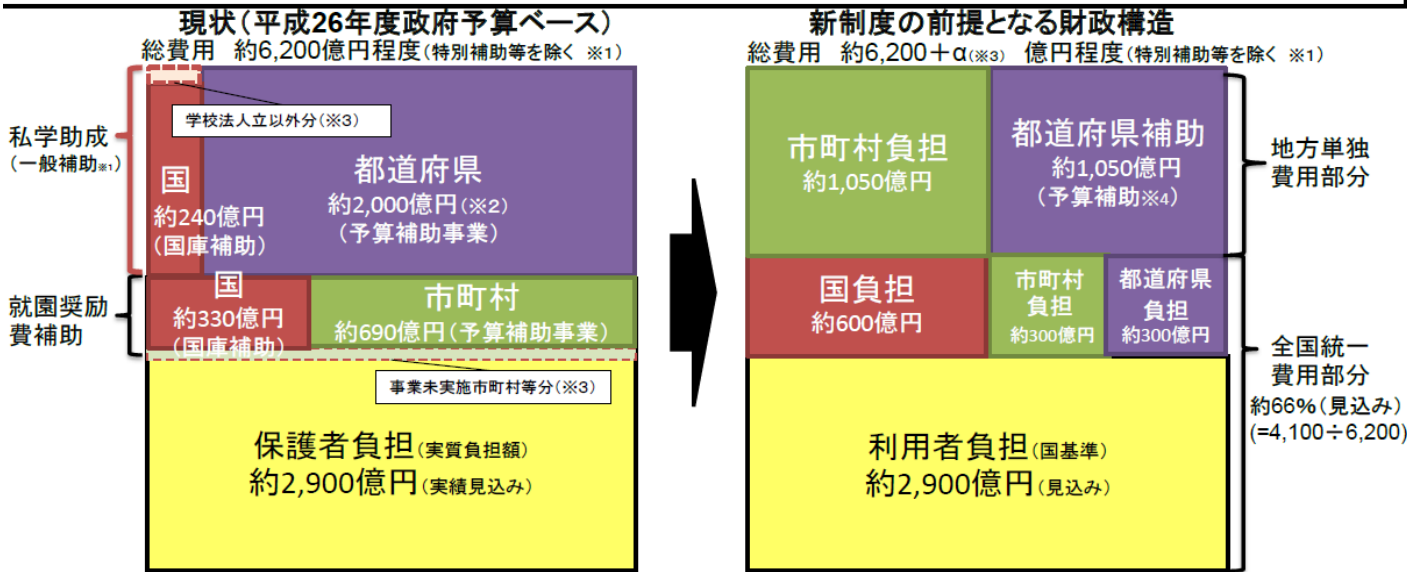 現状(平成26年度政府予算ベース)
総費用 約6,200億円程度(特別補助等を除く ※1)
私学助成
(一般補助※1)
学校法人立以外分(※3)
国
約240億円
(国庫補助)
都道府県
約2,000億円(※2)
(予算補助事業)
就園奨励
費補助
国
約330億円
(国庫補助)
市町村
約690億円(予算補助事業)
事業未実施市町村等分(※3)
保護者負担(実質負担額)
約2,900億円(実績見込み)
新制度の前提となる財政構造
総費用 約6,200+α(※3) 億円程度(特別補助等を除く ※1)
市町村負担
約1,050億円
都道府県補助
約1,050億円
(予算補助※4)
地方単独
費用部分
国負担
約600億円
市町村
負担
約300億円
都道府県
負担
約300億円
全国統一
費用部分
約66%(見込み)
(=4,100÷6,200)
利用者負担(国基準)
約2,900億円(見込み)